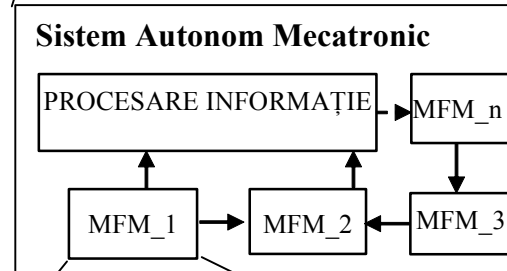 Sistem Autonom Mecatronic
PROCESARE INFORMAȚIE
MFM_n
MFM_1
MFM_2
MFM_3